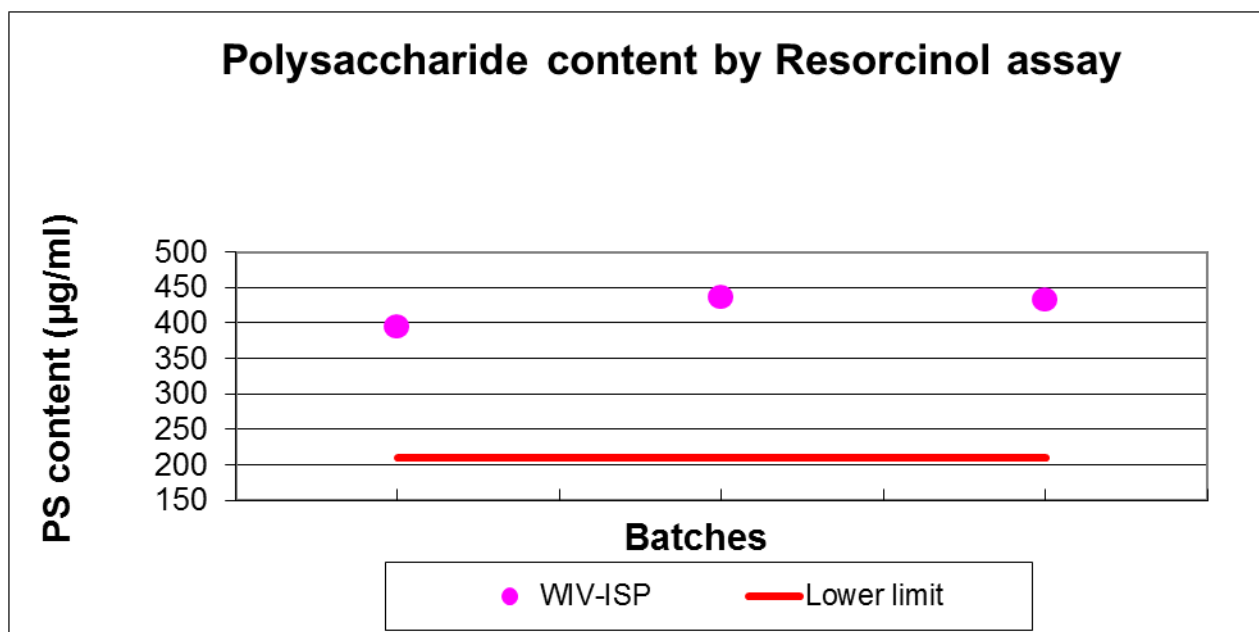 Polysaccharide content by Resorcinol assay
PS content (µg/ml)
500
450
400
350
300
250
200
150
Batches
WIV-ISP
Lower limit